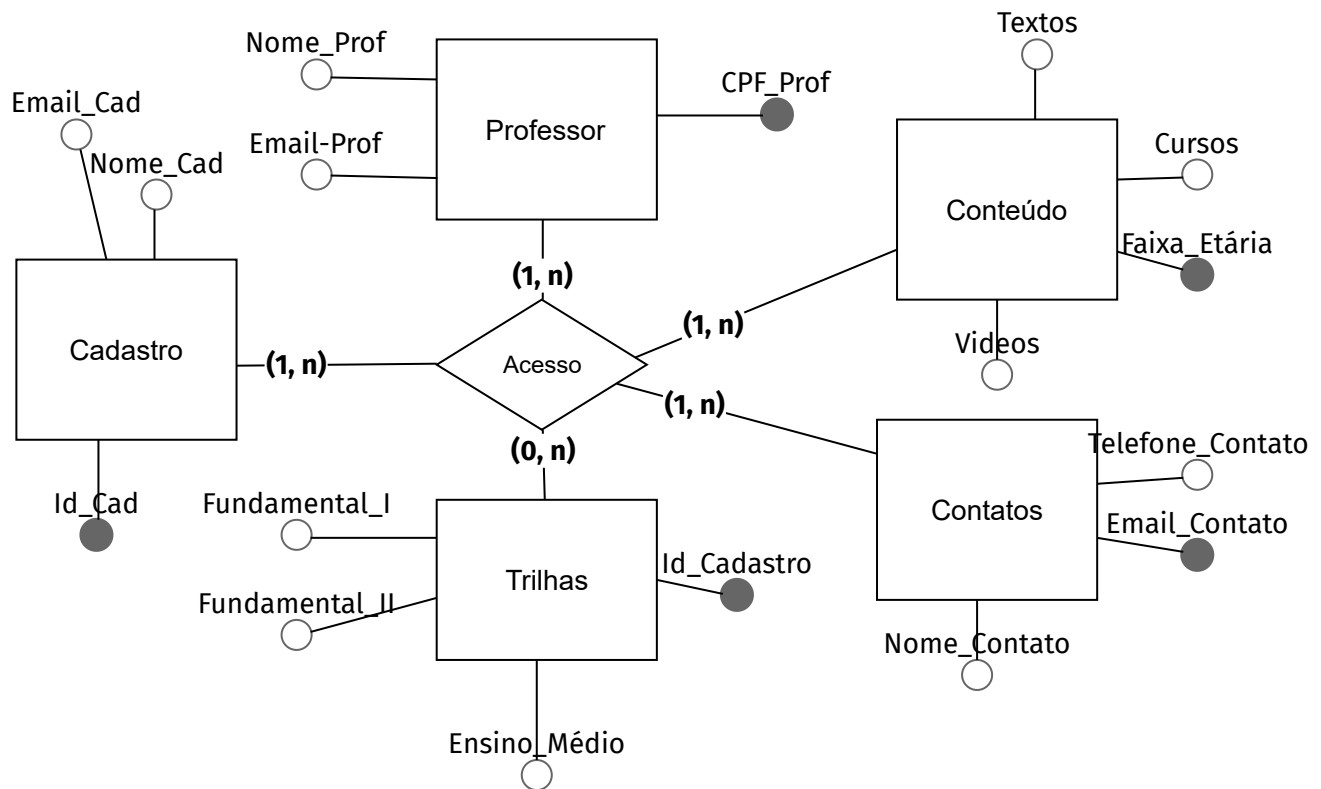 Textos
Nome_Prof
CPF_Prof
Email_Cad
Professor
Email-Prof
Cursos
Nome_Cad
Conteúdo
Faixa_Etária
(1, n)
(1, n)
Videos
Cadastro
(1, n)
Acesso
(1, n)
(0, n)
Telefone_Contato
Id_Cad
Fundamental_I
Contatos
Email_Contato
Id_Cadastro
Trilhas
Fundamental_II
Nome_Contato
Ensino_Médio